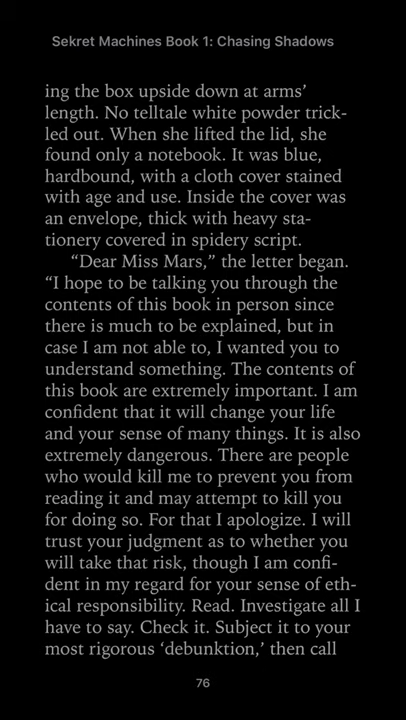 Sekret Machines Book 1: Chasing Shadows
ing the box upside down at arms’
length. No telltale white powder trick-
led out. When she lifted the lid, she
found only a notebook. It was blue,
hardbound, with a cloth cover stained
with age and use. Inside the cover was
an envelope, thick with heavy sta-
tionery covered in spidery script.
“Dear Miss Mars,” the letter began.
“I hope to be talking you through the
contents of this book in person since
there is much to be explained, but in
case I am not able to, I wanted you to
understand something. The contents of
this book are extremely important. I am
confident that it will change your life
and your sense of many things. It is also
extremely dangerous. There are people
who would kill me to prevent you from
reading it and may attempt to kill you
for doing so. For that I apologize. I will
trust your judgment as to whether you
will take that risk, though I am confi-
dent in my regard for your sense of eth-
ical responsibility. Read. Investigate all I
have to say. Check it. Subject it to your
most rigorous ‘debunktion,’ then call
76